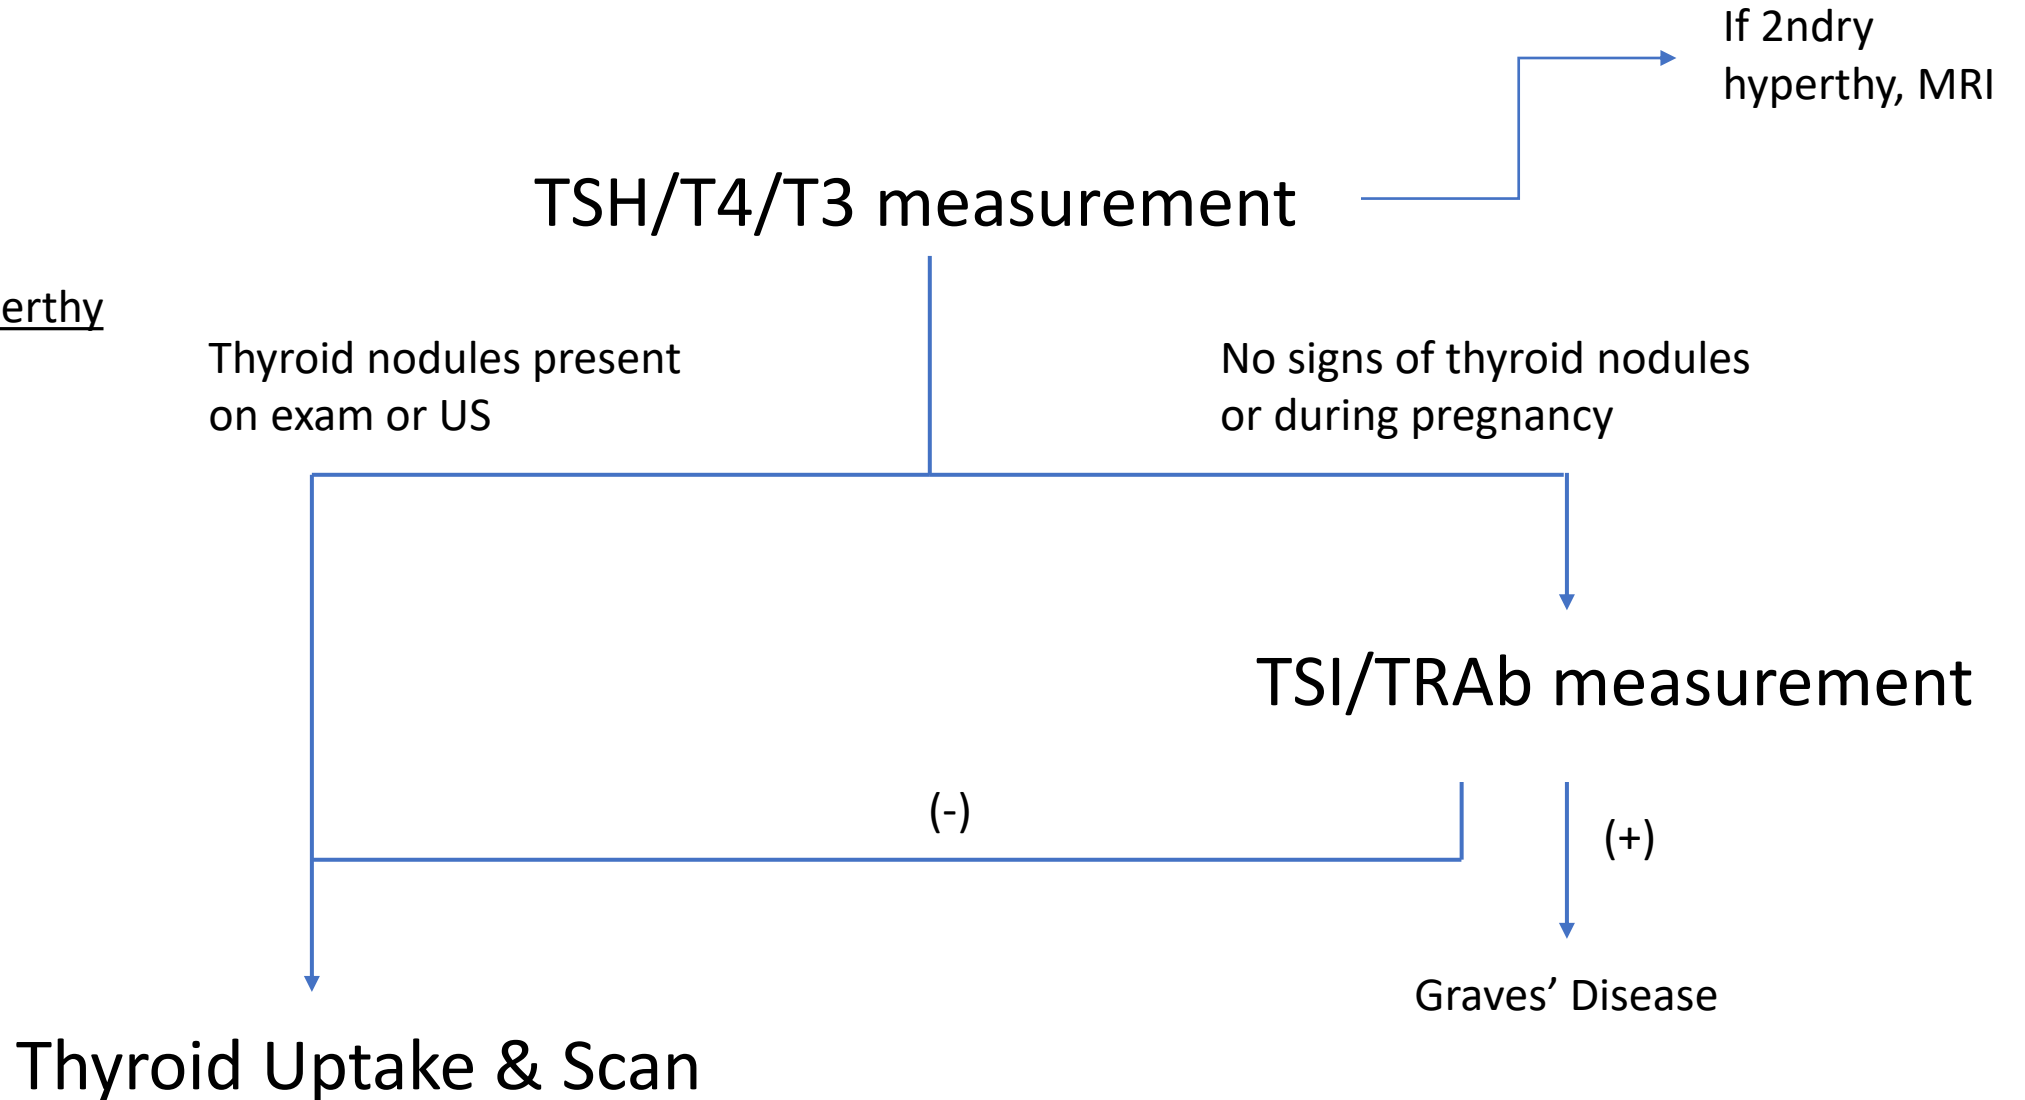 If 2ndry
hyperthy, MRI
TSH/T4/T3 measurement
erthy
Thyroid nodules present
on exam or US
No signs of thyroid nodules
or during pregnancy
TSI/TRAb measurement
(-)
(+)
Graves’ Disease
Thyroid Uptake & Scan